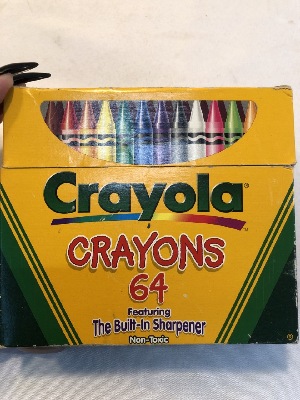 Crayola®
CRAYONS
64
Featuring
The Built-In Sharpener
Non-Toxic